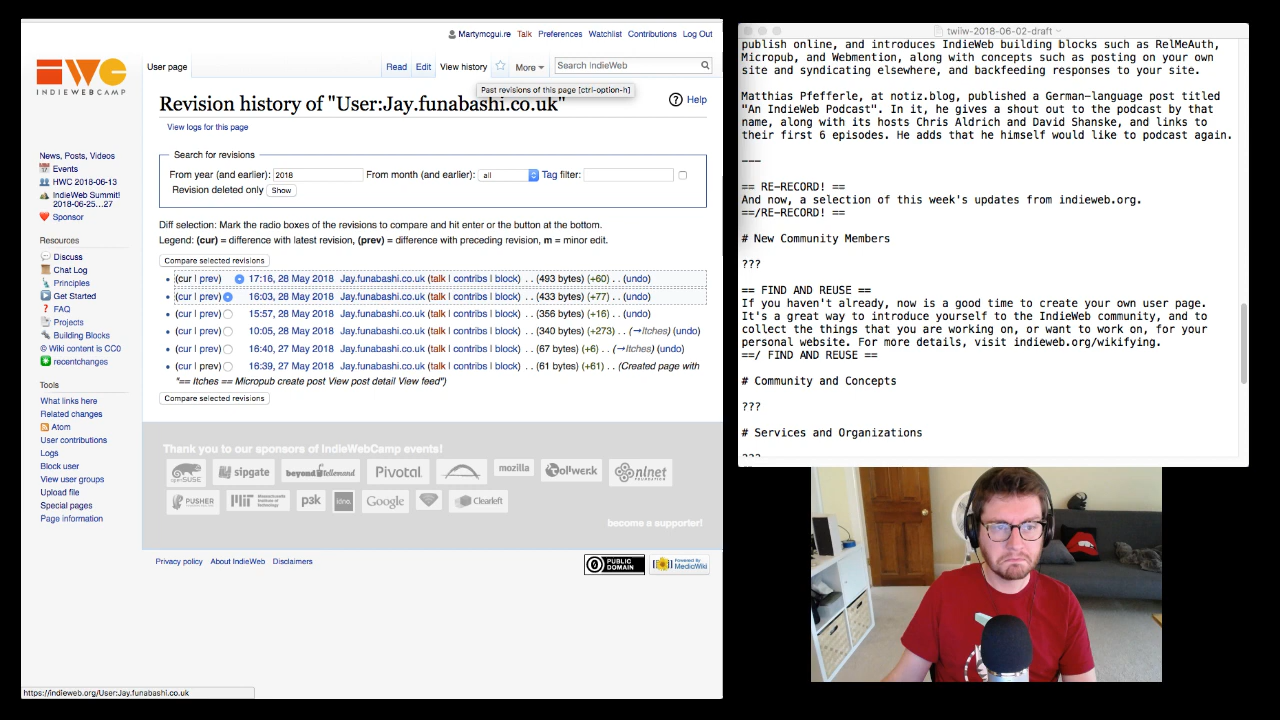 Martymcgui.re Talk Preferences Watchlist Contributions Log Out
INDIEWEBCAMP
User page Read Edit View history More Search IndieWeb
Past revisions of this page [ctrl-option-h]
Revision history of "User:Jay.funabashi.co.uk"
Help
View logs for this page
News, Posts, Videos
Events
HWC 2018-06-13
IndieWeb Summit!
2018-06-25...27
Sponsor
Resources
Discuss
Chat Log
Principles
Get Started
FAQ
Projects
Building Blocks
Wiki content is CC0
recentchanges
Tools
What links here
Related changes
Atom
User contributions
Logs
Block user
View user groups
Upload file
Special pages
Page information
Search for revisions
From year (and earlier): 2018 From month (and earlier): all Tag filter:
Revision deleted only Show
Diff selection: Mark the radio boxes of the revisions to compare and hit enter or the button at the bottom.
Legend: (cur) = difference with latest revision, (prev) = difference with preceding revision, m = minor edit.
Compare selected revisions
(cur | prev) 17:16, 28 May 2018 Jay.funabashi.co.uk (talk | contribs | block) . . (493 bytes) (+60) . . (undo)
(cur | prev) 16:03, 28 May 2018 Jay.funabashi.co.uk (talk | contribs | block) . . (433 bytes) (+77) . . (undo)
(cur | prev) 15:57, 28 May 2018 Jay.funabashi.co.uk (talk | contribs | block) . . (356 bytes) (+16) . . (undo)
(cur | prev) 10:05, 28 May 2018 Jay.funabashi.co.uk (talk | contribs | block) . . (340 bytes) (+273) . . (→Itches) (undo)
(cur | prev) 16:40, 27 May 2018 Jay.funabashi.co.uk (talk | contribs | block) . . (67 bytes) (+6) . . (→Itches) (undo)
(cur | prev) 16:39, 27 May 2018 Jay.funabashi.co.uk (talk | contribs | block) . . (61 bytes) (+61) . . (Created page with
"== Itches == Micropub create post View post detail View feed")
Compare selected revisions
Thank you to our sponsors of IndieWebCamp events!
sipgate beyond tellerrand Pivotal mozilla nlnet
PUSHER p3k idno Google Clearleft
become a supporter!
Privacy policy About IndieWeb Disclaimers
PUBLIC DOMAIN
Powered By MediaWiki
https://indieweb.org/User:Jay.funabashi.co.uk
twiiw-2018-06-02-draft
publish online, and introduces IndieWeb building blocks such as RelMeAuth,
Micropub, and Webmention, along with concepts such as posting on your own
site and syndicating elsewhere, and backfeeding responses to your site.
Matthias Pfefferle, at notiz.blog, published a German-language post titled
"An IndieWeb Podcast". In it, he gives a shout out to the podcast by that
name, along with its hosts Chris Aldrich and David Shanske, and links to
their first 6 episodes. He adds that he himself would like to podcast again.
---
== RE-RECORD! ==
And now, a selection of this week's updates from indieweb.org.
==/RE-RECORD! ==
# New Community Members
???
== FIND AND REUSE ==
If you haven't already, now is a good time to create your own user page.
It's a great way to introduce yourself to the IndieWeb community, and to
collect the things that you are working on, or want to work on, for your
personal website. For more details, visit indieweb.org/wikifying.
==/ FIND AND REUSE ==
# Community and Concepts
???
# Services and Organizations
???